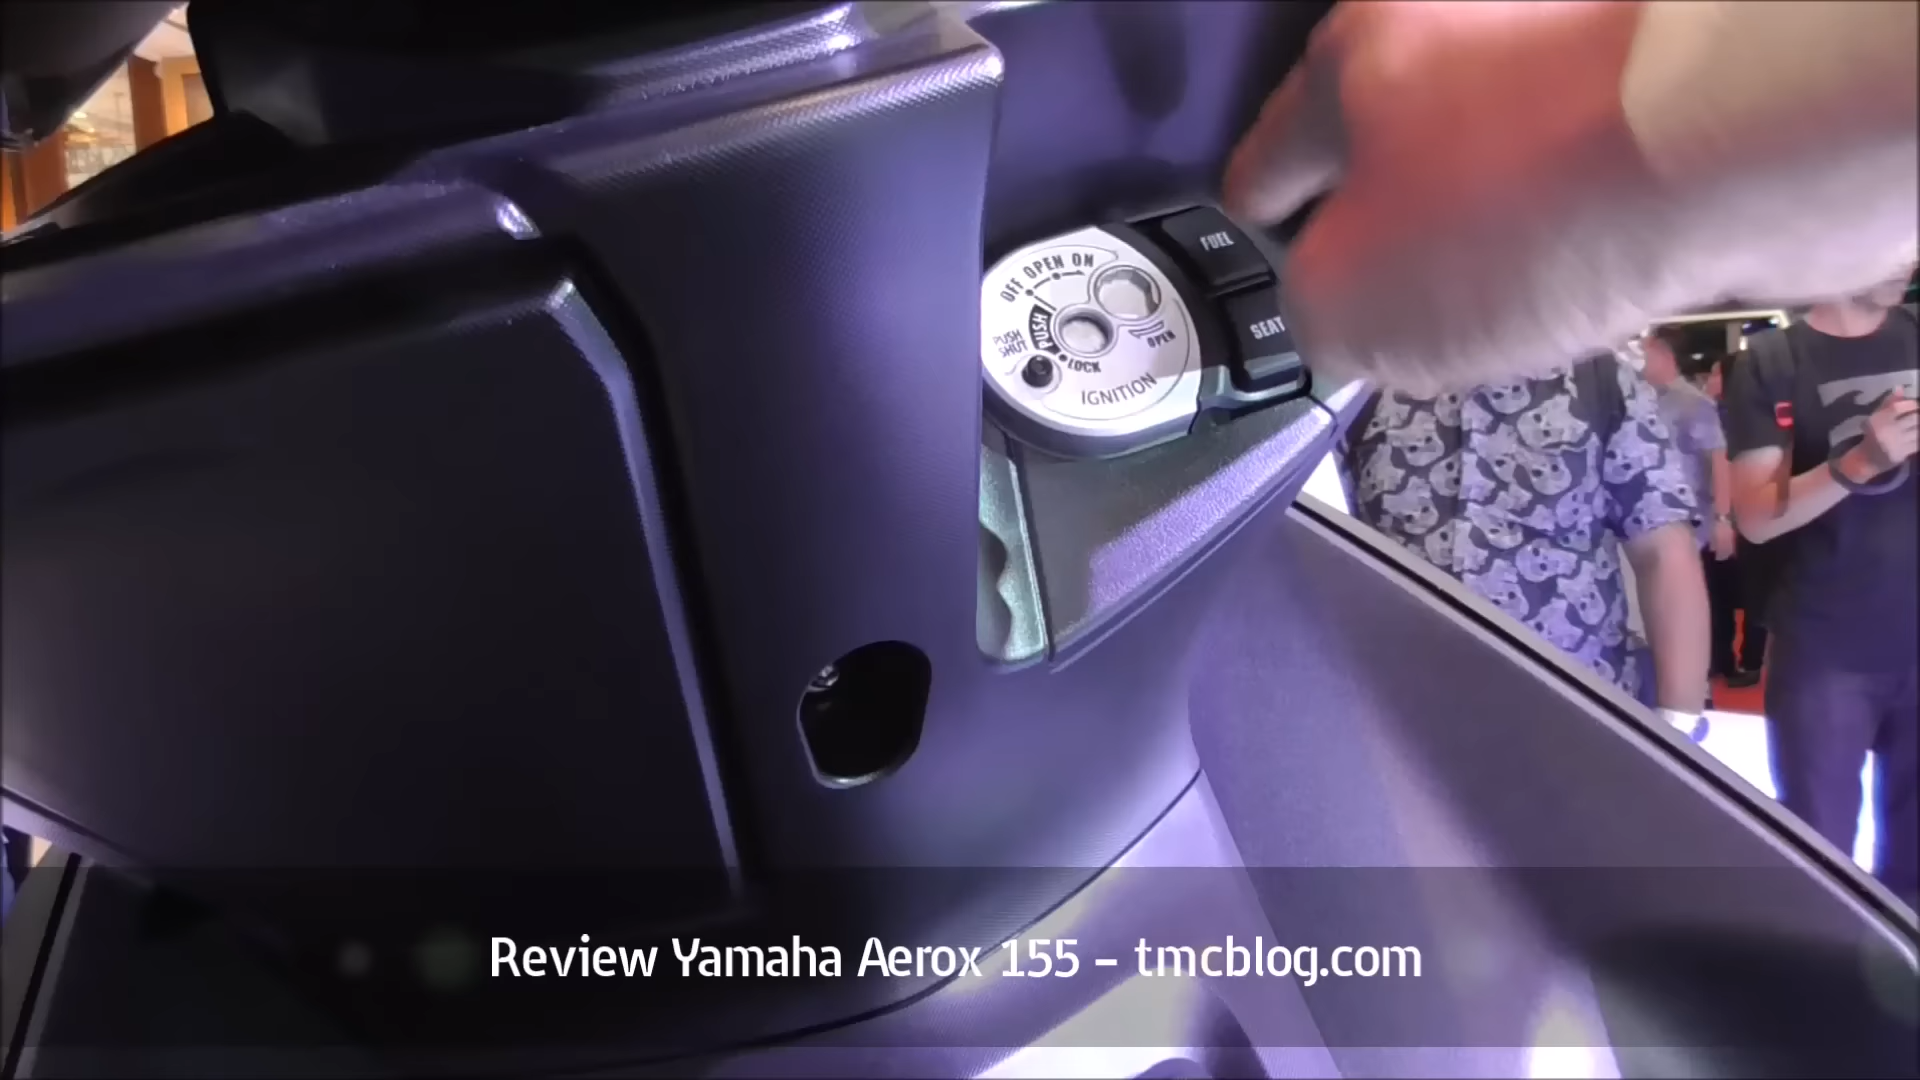 OFF OPEN ON
PUSH
PUSH
SHUT
LOCK
OPEN
IGNITION
FUEL
SEAT
Review Yamaha Aerox 155 – tmcblog.com